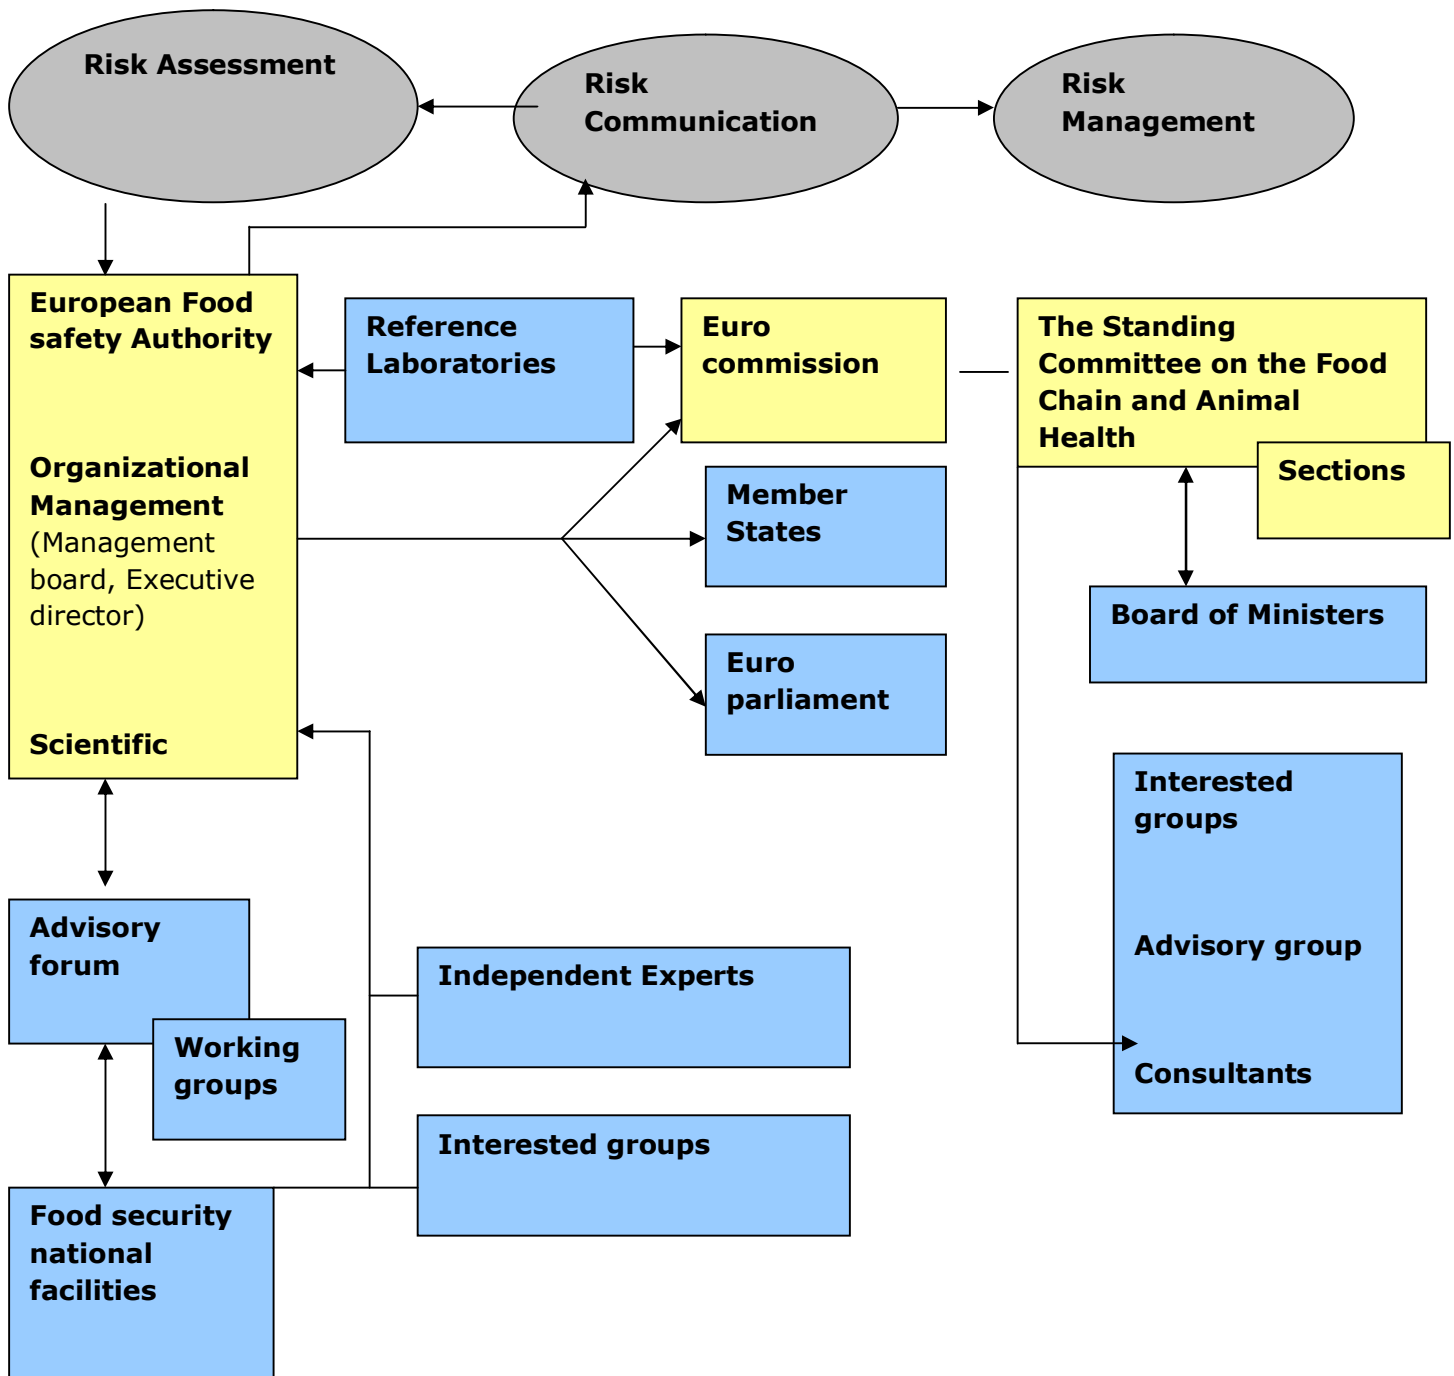 Risk Assessment
Risk
Communication
Risk
Management
European Food
safety Authority
Organizational
Management
(Management
board, Executive
director)
Scientific
Reference
Laboratories
Euro
commission
The Standing
Committee on the Food
Chain and Animal
Health
Sections
Member
States
Board of Ministers
Euro
parliament
Interested
groups
Advisory group
Consultants
Advisory
forum
Working
groups
Independent Experts
Interested groups
Food security
national
facilities